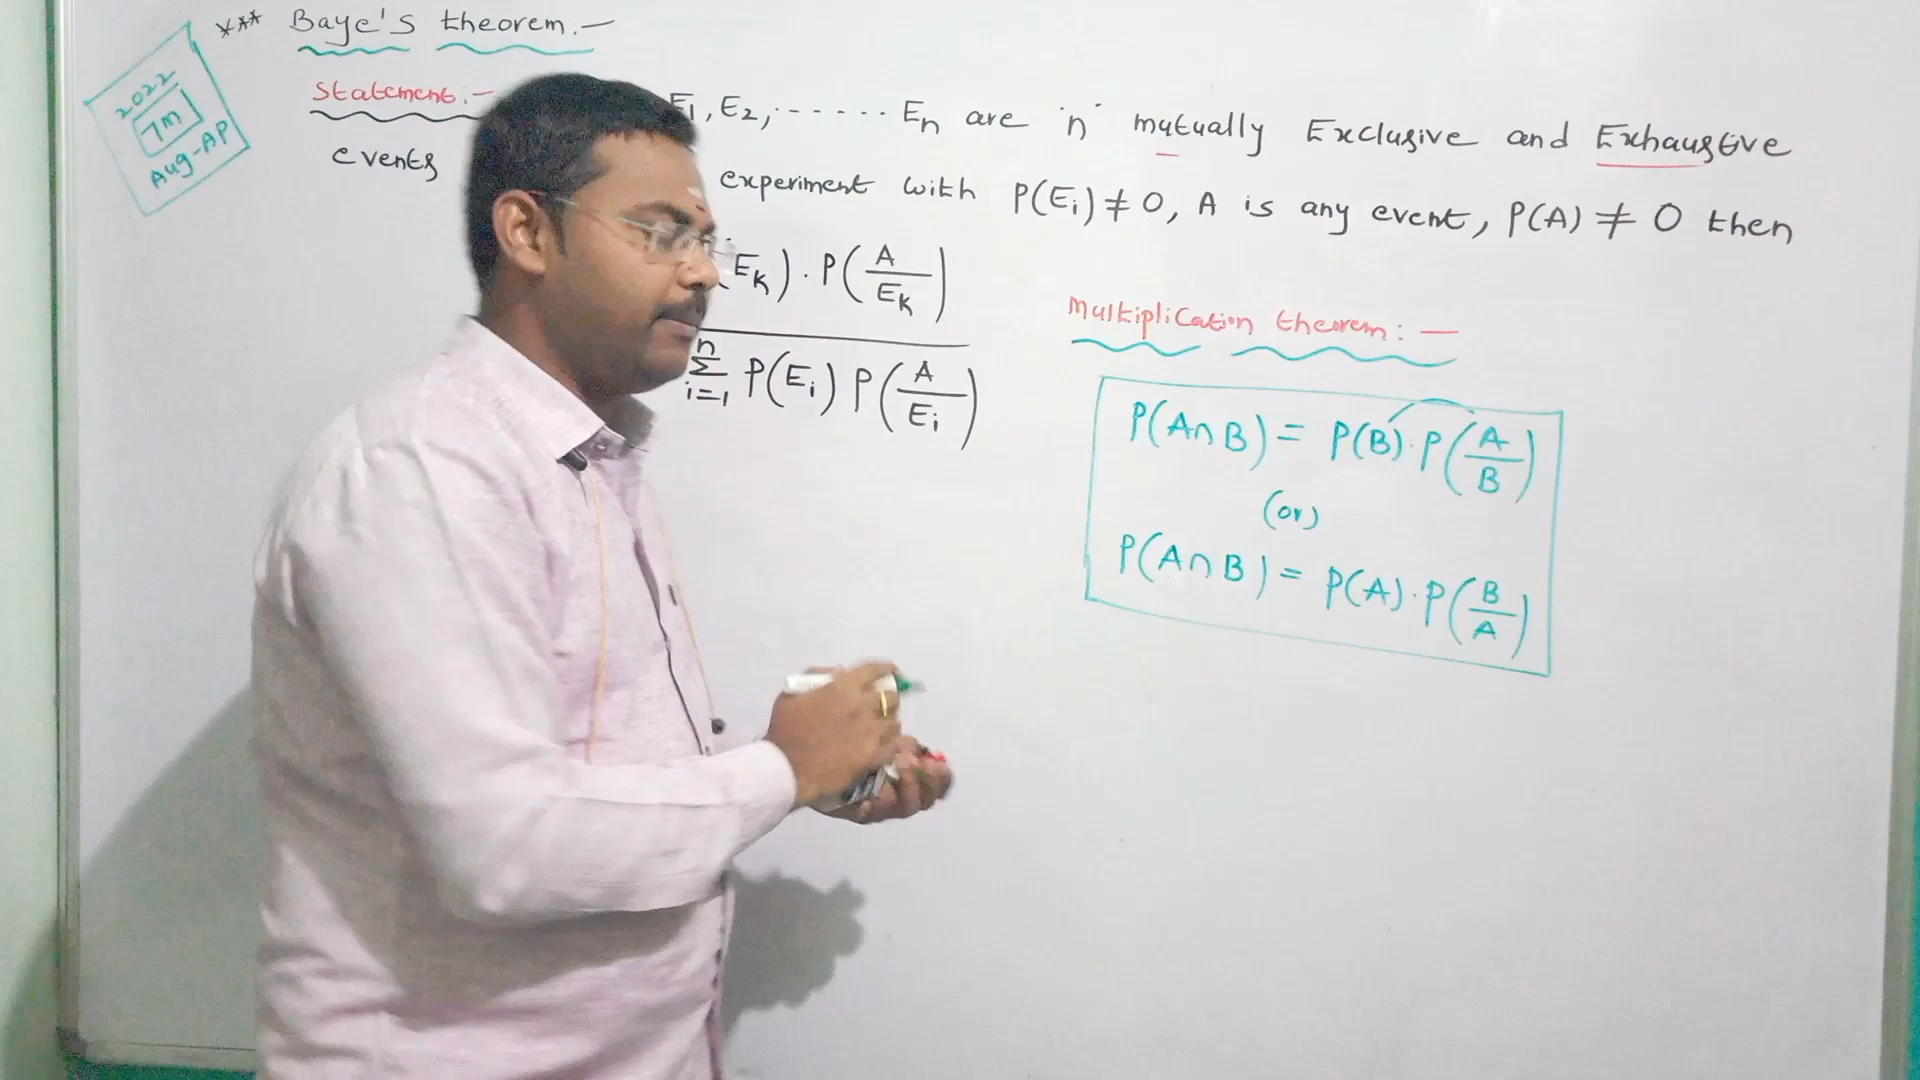 *** Baye's theorem.-
2022
7m
Aug-AP
Statement:- E1, E2, ...... En are 'n' mutually Exclusive and Exhaustive
events experiment with P(Ei) ≠ 0, A is any event, P(A) ≠ 0 then
Ek) . P(A/Ek)
n Σ i=1 P(Ei) P(A/Ei)
Multiplication theorem: -
P(A∩B) = P(B).P(A/B)
(or)
P(A∩B) = P(A).P(B/A)